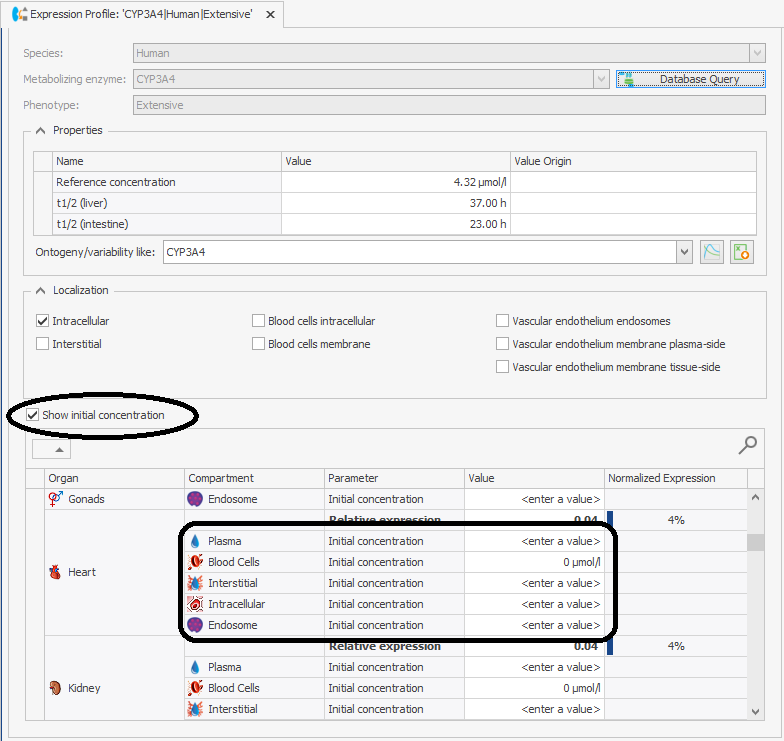 Expression Profile: 'CYP3A4|Human|Extensive'
Species: Human
Metabolizing enzyme: CYP3A4 Database Query
Phenotype: Extensive
Properties
Name Value Value Origin
Reference concentration 4.32 µmol/l
t1/2 (liver) 37.00 h
t1/2 (intestine) 23.00 h
Ontogeny/variability like: CYP3A4
Localization
Intracellular Blood cells intracellular Vascular endothelium endosomes
Interstitial Blood cells membrane Vascular endothelium membrane plasma-side
Vascular endothelium membrane tissue-side
Show initial concentration
Organ Compartment Parameter Value Normalized Expression
Gonads Endosome Initial concentration <enter a value>
Relative expression 0.04 4%
Plasma Initial concentration <enter a value>
Blood Cells Initial concentration 0 µmol/l
Heart Interstitial Initial concentration <enter a value>
Intracellular Initial concentration <enter a value>
Endosome Initial concentration <enter a value>
Relative expression 0.04 4%
Plasma Initial concentration <enter a value>
Kidney Blood Cells Initial concentration 0 µmol/l
Interstitial Initial concentration <enter a value>